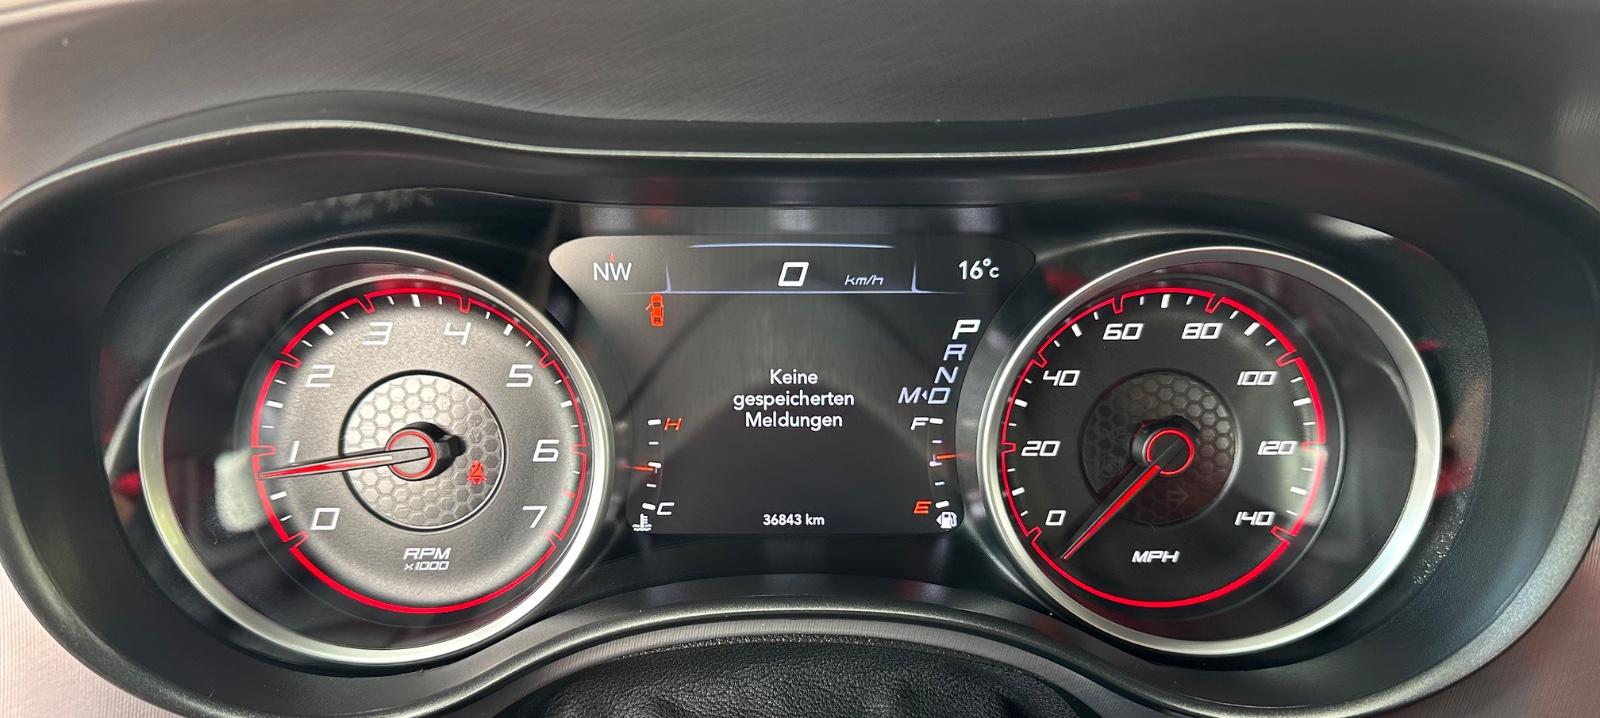 NW
0 km/h
16°C
Keine
gespeicherten
Meldungen
P
R
N
M◂D
H
C
F
E
36843 km
0
1
2
3
4
5
6
7
RPM
x1000
0
20
40
60
80
100
120
140
MPH